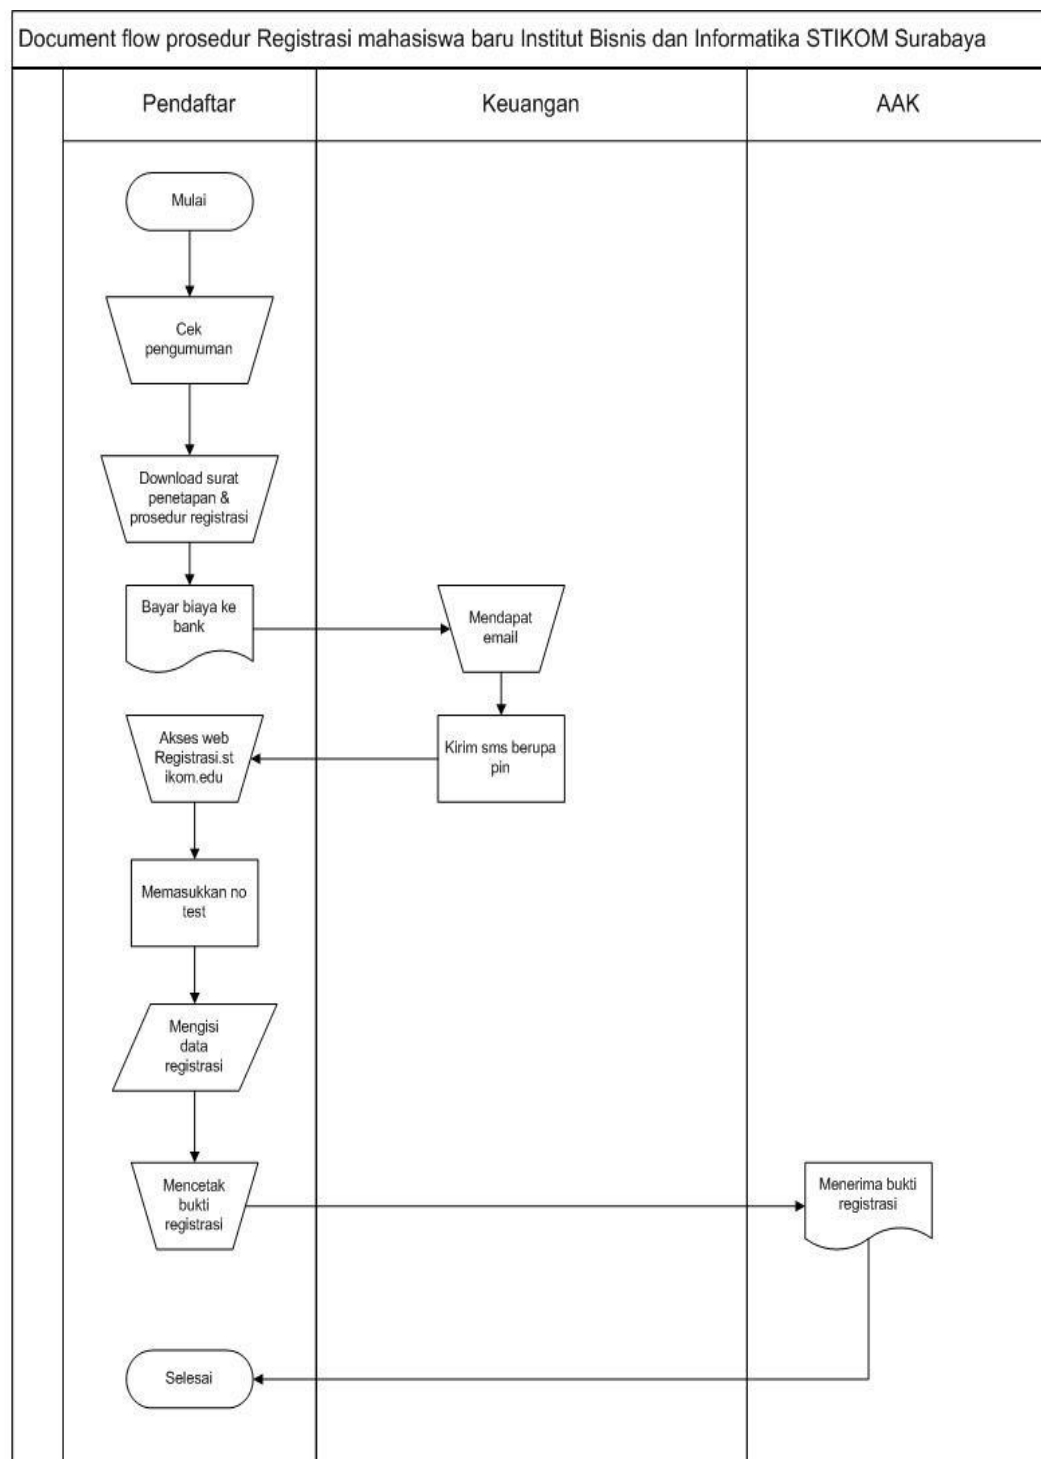 Document flow prosedur Registrasi mahasiswa baru Institut Bisnis dan Informatika STIKOM Surabaya
Pendaftar
Keuangan
AAK
Mulai
Cek
pengumuman
Download surat
penetapan &
prosedur registrasi
Bayar biaya ke
bank
Mendapat
email
Kirim sms berupa
pin
Akses web
Registrasi.st
ikom.edu
Memasukkan no
test
Mengisi
data
registrasi
Mencetak
bukti
registrasi
Menerima bukti
registrasi
Selesai